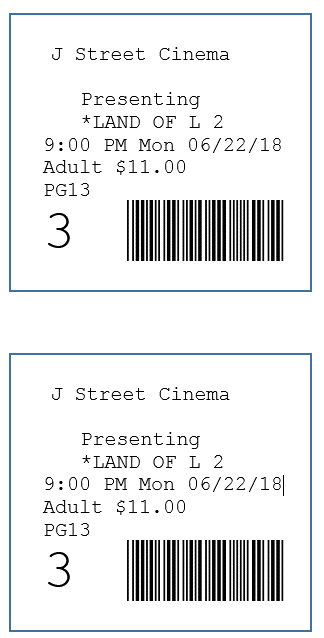 J Street Cinema
Presenting
*LAND OF L 2
9:00 PM Mon 06/22/18
Adult $11.00
PG13
3
J Street Cinema
Presenting
*LAND OF L 2
9:00 PM Mon 06/22/18
Adult $11.00
PG13
3